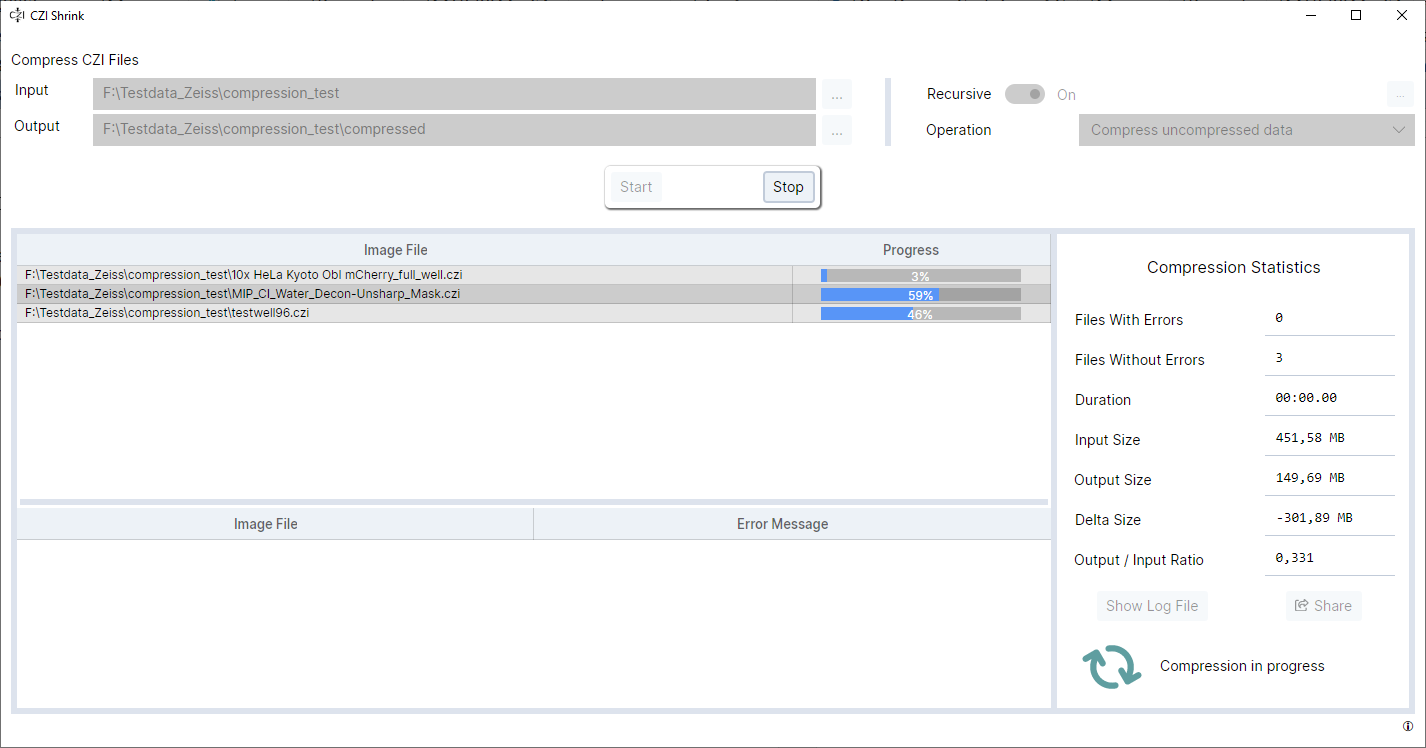 CZI Shrink
Compress CZI Files
Input
F:\Testdata_Zeiss\compression_test
...
Recursive
On
...
Output
F:\Testdata_Zeiss\compression_test\compressed
...
Operation
Compress uncompressed data
Start
Stop
Image File
Progress
F:\Testdata_Zeiss\compression_test\10x HeLa Kyoto Obl mCherry_full_well.czi
3%
F:\Testdata_Zeiss\compression_test\MIP_CI_Water_Decon-Unsharp_Mask.czi
59%
F:\Testdata_Zeiss\compression_test\testwell96.czi
46%
Image File
Error Message
Compression Statistics
Files With Errors
0
Files Without Errors
3
Duration
00:00.00
Input Size
451,58 MB
Output Size
149,69 MB
Delta Size
-301,89 MB
Output / Input Ratio
0,331
Show Log File
Share
Compression in progress